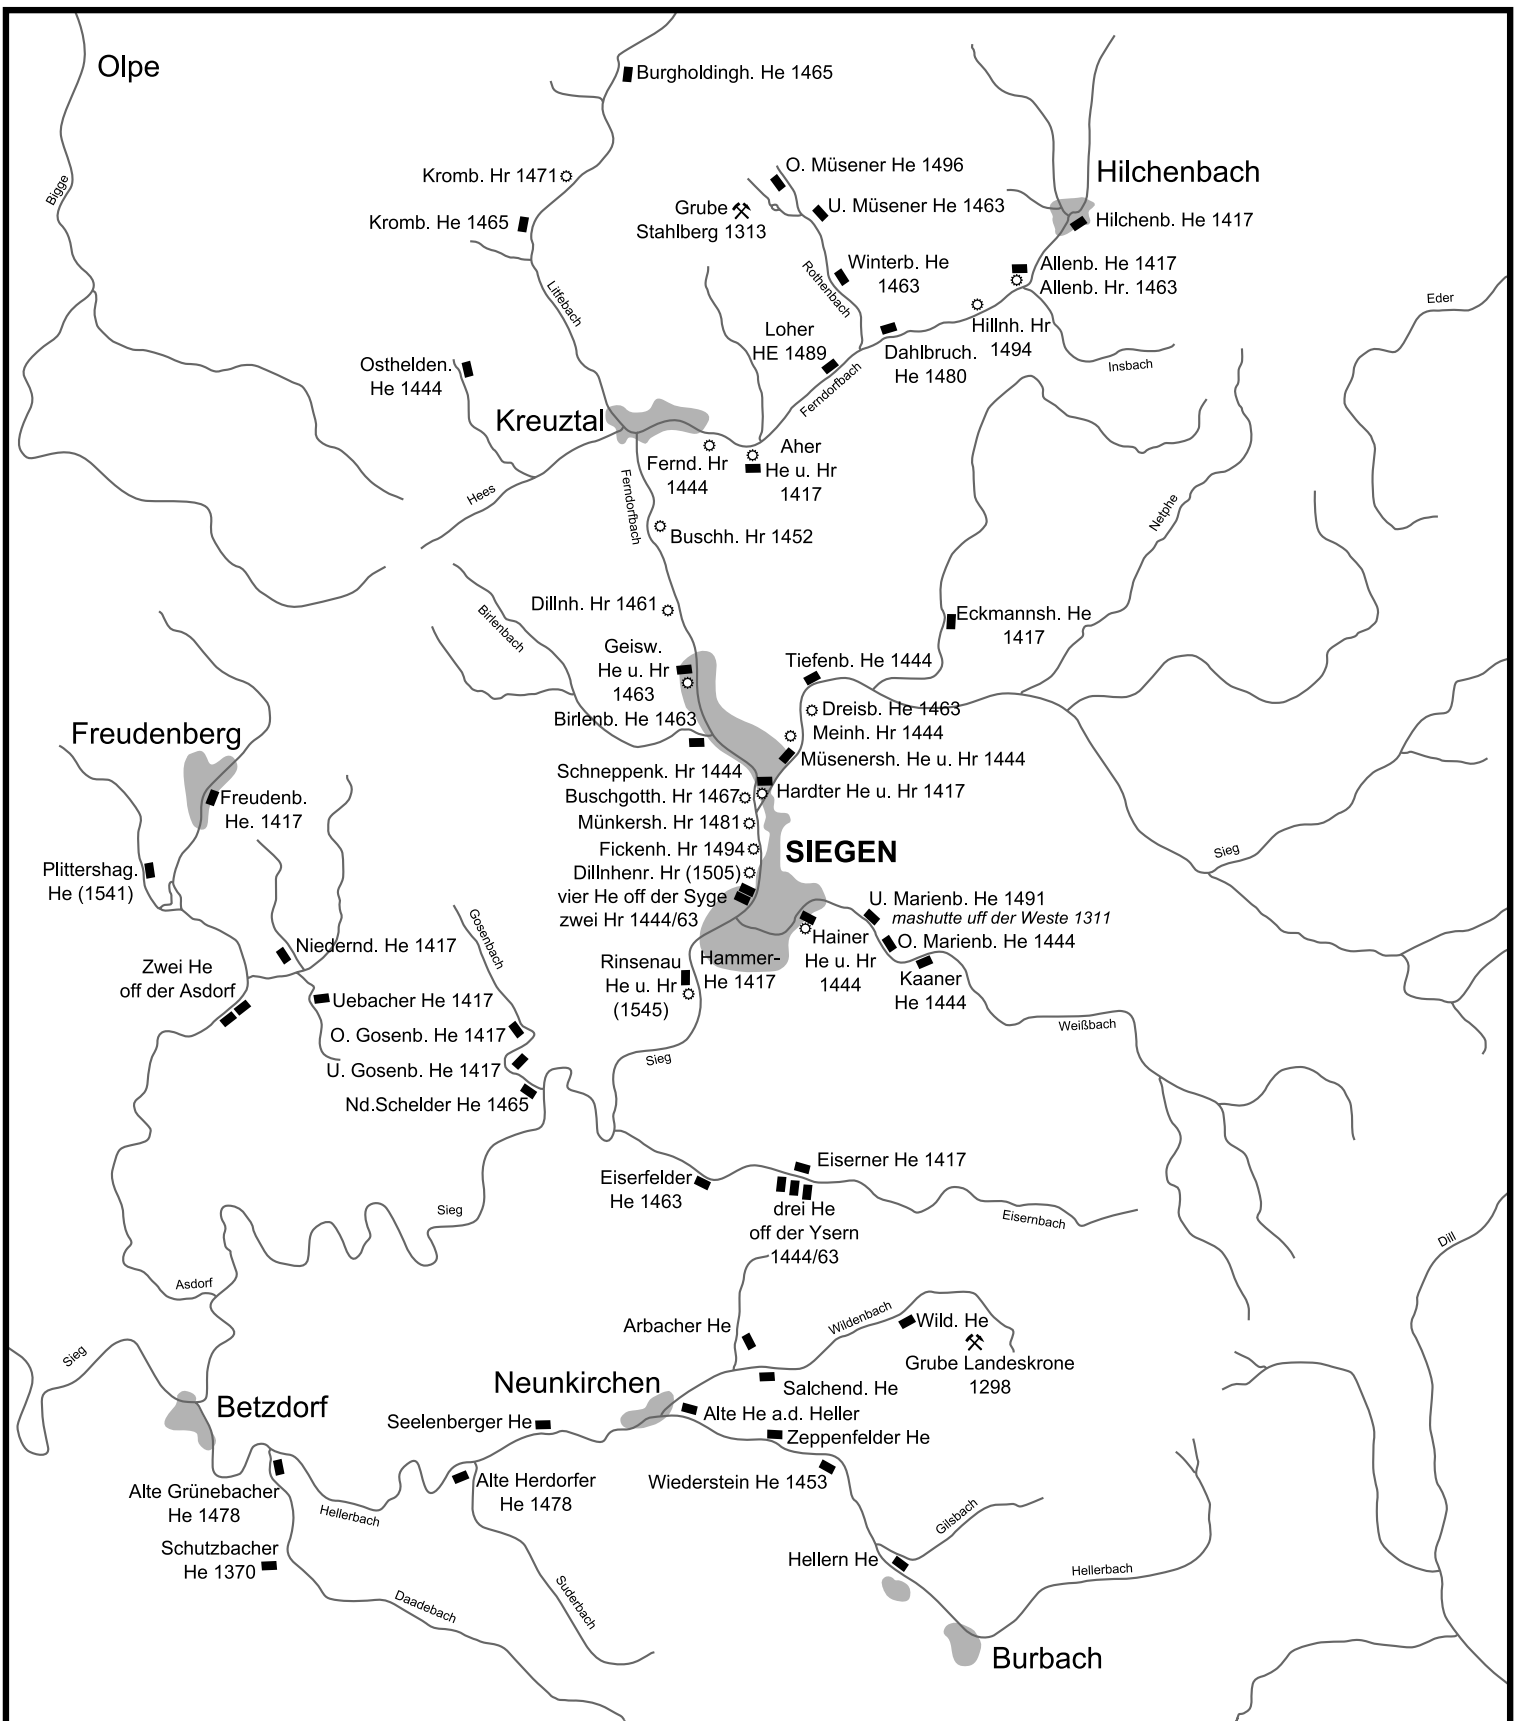 Olpe
Burgholdingh. He 1465
Bigge
Kromb. Hr 1471
Kromb. He 1465
O. Müsener He 1496
Grube
Stahlberg 1313
U. Müsener He 1463
Hilchenbach
Hilchenb. He 1417
Winterb. He
1463
Rothenbach
Allenb. He 1417
Allenb. Hr. 1463
Litfebach
Eder
Loher
HE 1489
Hillnh. Hr
1494
Dahlbruch.
He 1480
Insbach
Osthelden.
He 1444
Ferndorfbach
Kreuztal
Fernd. Hr
1444
Aher
He u. Hr
1417
Hees
Ferndorfbach
Netphe
Buschh. Hr 1452
Birlenbach
Dillnh. Hr 1461
Eckmannsh. He
1417
Geisw.
He u. Hr
1463
Tiefenb. He 1444
Birlenb. He 1463
Dreisb. He 1463
Meinh. Hr 1444
Müsenersh. He u. Hr 1444
Freudenberg
Schneppenk. Hr 1444
Buschgotth. Hr 1467
Hardter He u. Hr 1417
Freudenb.
He. 1417
Münkersh. Hr 1481
Fickenh. Hr 1494
SIEGEN
Sieg
Plittershag.
He (1541)
Dillnhenr. Hr (1505)
vier He off der Syge
zwei Hr 1444/63
U. Marienb. He 1491
mashutte uff der Weste 1311
Gosenbach
Niedernd. He 1417
Hainer
He u. Hr
1444
O. Marienb. He 1444
Zwei He
off der Asdorf
Rinsenau
He u. Hr
(1545)
Hammer-
He 1417
Kaaner
He 1444
Uebacher He 1417
O. Gosenb. He 1417
Weißbach
U. Gosenb. He 1417
Sieg
Nd.Schelder He 1465
Eiserner He 1417
Eiserfelder
He 1463
drei He
off der Ysern
1444/63
Sieg
Eisernbach
Dill
Asdorf
Arbacher He
Wildenbach
Wild. He
Sieg
Grube Landeskrone
1298
Neunkirchen
Salchend. He
Betzdorf
Seelenberger He
Alte He a.d. Heller
Zeppenfelder He
Alte Grünebacher
He 1478
Alte Herdorfer
He 1478
Wiederstein He 1453
Hellerbach
Gilsbach
Schutzbacher
He 1370
Hellern He
Hellerbach
Daadebach
Suderbach
Burbach